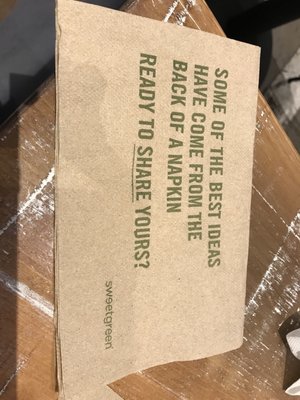 SOME OF THE BEST IDEAS
HAVE COME FROM THE
BACK OF A NAPKIN
READY TO SHARE YOURS?
sweetgreen